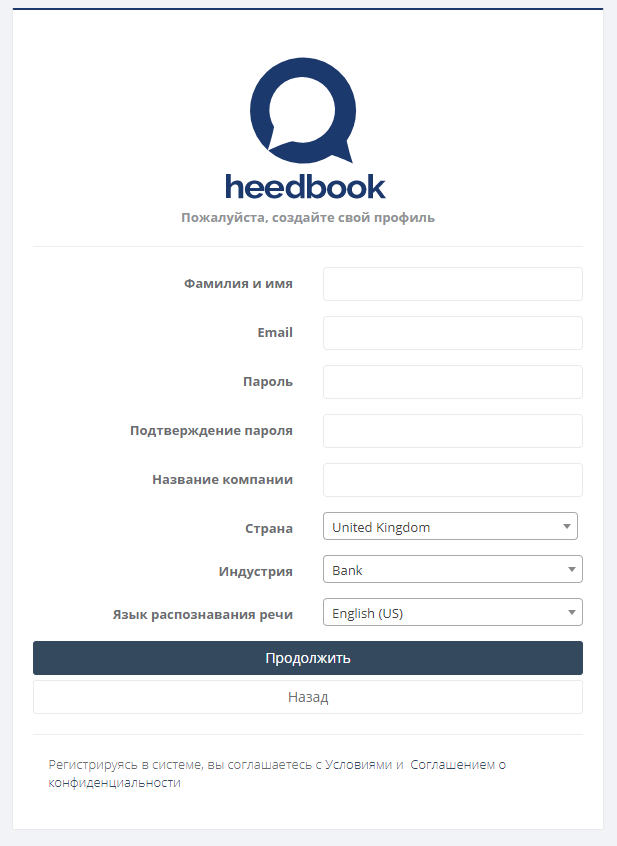 heedbook
Пожалуйста, создайте свой профиль
Фамилия и имя
Email
Пароль
Подтверждение пароля
Название компании
Страна United Kingdom
Индустрия Bank
Язык распознавания речи English (US)
Продолжить
Назад
Регистрируясь в системе, вы соглашаетесь с Условиями и Соглашением о
конфиденциальности